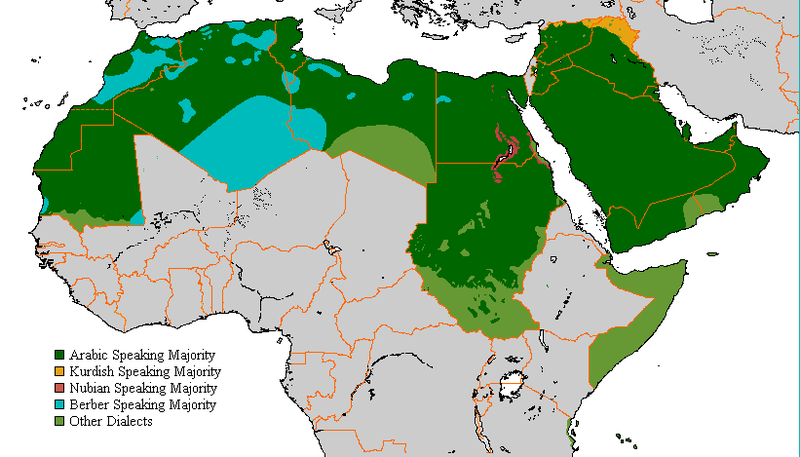 Arabic Speaking Majority
Kurdish Speaking Majority
Nubian Speaking Majority
Berber Speaking Majority
Other Dialects